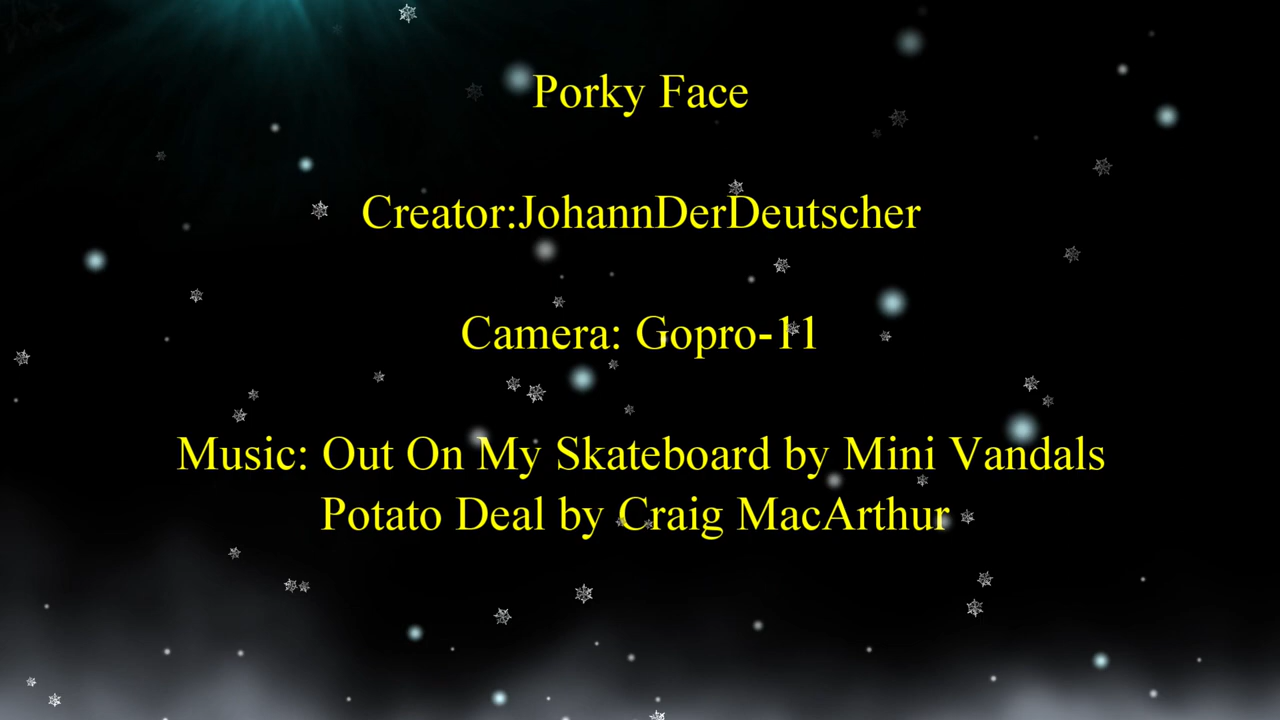 Porky Face
Creator:JohannDerDeutscher
Camera: Gopro-11
Music: Out On My Skateboard by Mini Vandals
Potato Deal by Craig MacArthur